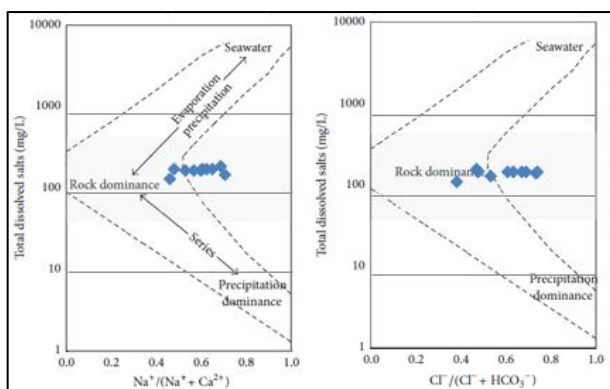 10000
1000
100
10
1
Total dissolved salts (mg/L)
Seawater
Evaporation
precipitation
Rock dominance
Series
Precipitation
dominance
0.0 0.2 0.4 0.6 0.8 1.0
Na⁺/(Na⁺ + Ca²⁺)
10000
1000
100
10
1
Total dissolved salts (mg/L)
Seawater
Rock dominan
Precipitation
dominance
0.0 0.2 0.4 0.6 0.8 1.0
Cl⁻/(Cl⁻ + HCO₃⁻)